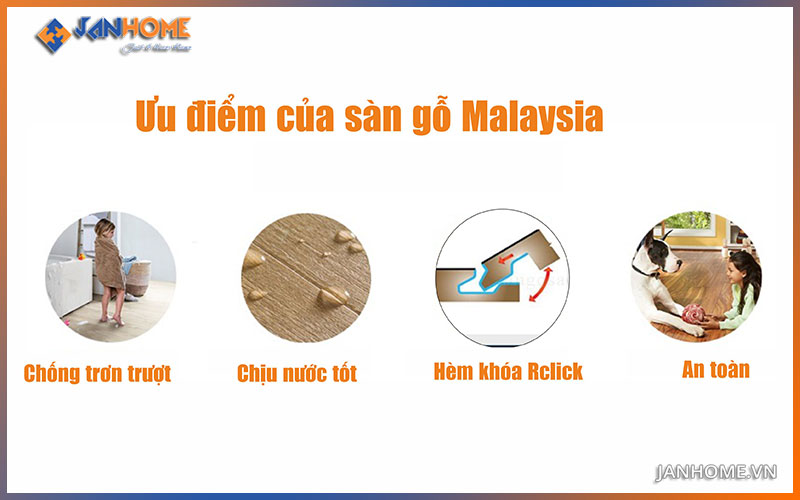 JANHOME
Ưu điểm của sàn gỗ Malaysia
Chống trơn trượt
Chịu nước tốt
Hèm khóa Rclick
An toàn
JANHOME.VN